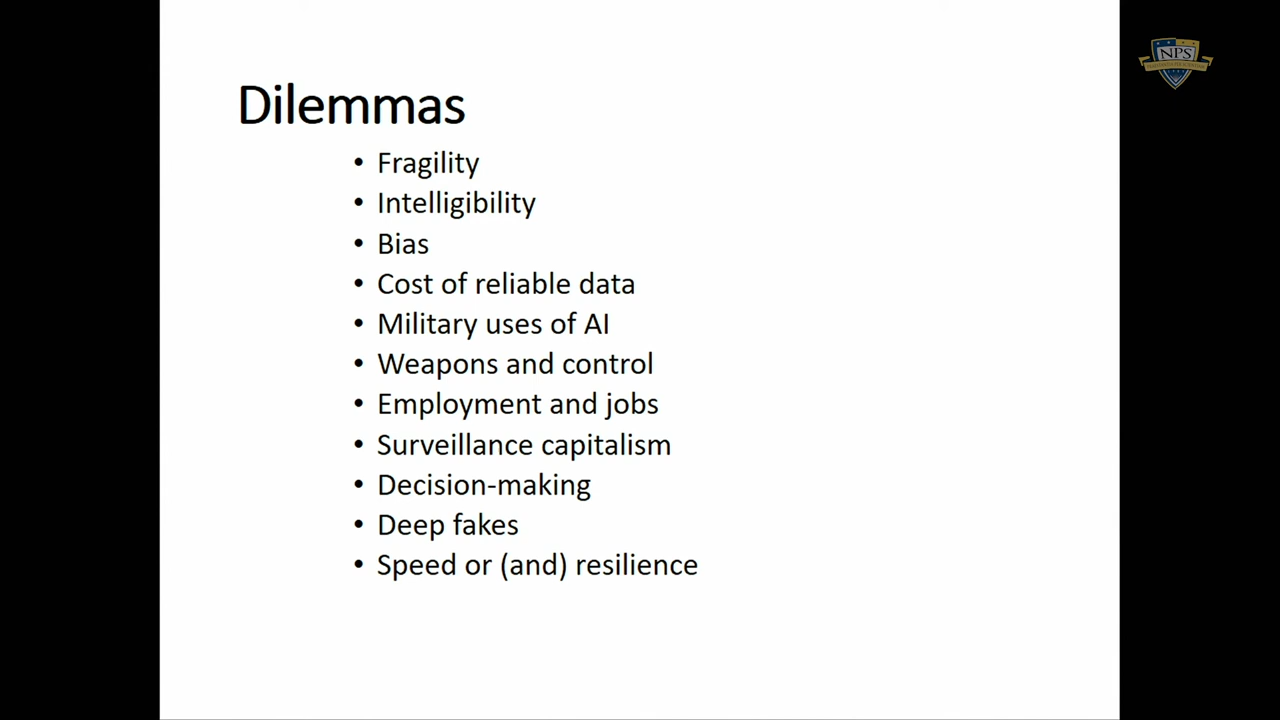 NPS
Dilemmas
• Fragility
• Intelligibility
• Bias
• Cost of reliable data
• Military uses of AI
• Weapons and control
• Employment and jobs
• Surveillance capitalism
• Decision-making
• Deep fakes
• Speed or (and) resilience